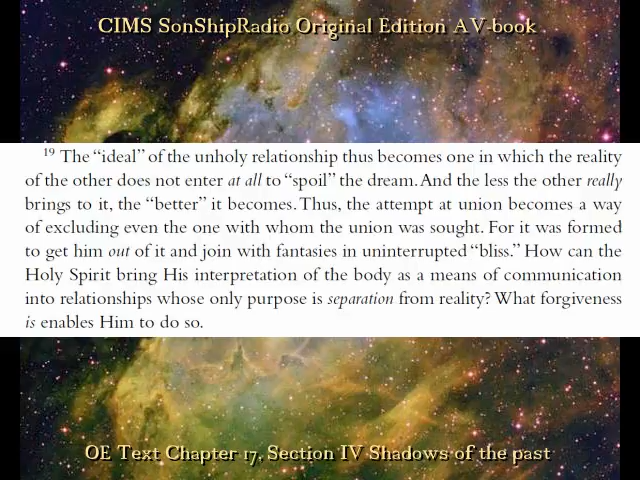 CIMS SonShipRadio Original Edition AV-book
19 The “ideal” of the unholy relationship thus becomes one in which the reality
of the other does not enter at all to “spoil” the dream. And the less the other really
brings to it, the “better” it becomes. Thus, the attempt at union becomes a way
of excluding even the one with whom the union was sought. For it was formed
to get him out of it and join with fantasies in uninterrupted “bliss.” How can the
Holy Spirit bring His interpretation of the body as a means of communication
into relationships whose only purpose is separation from reality? What forgiveness
is enables Him to do so.
OE Text Chapter 17, Section IV Shadows of the past